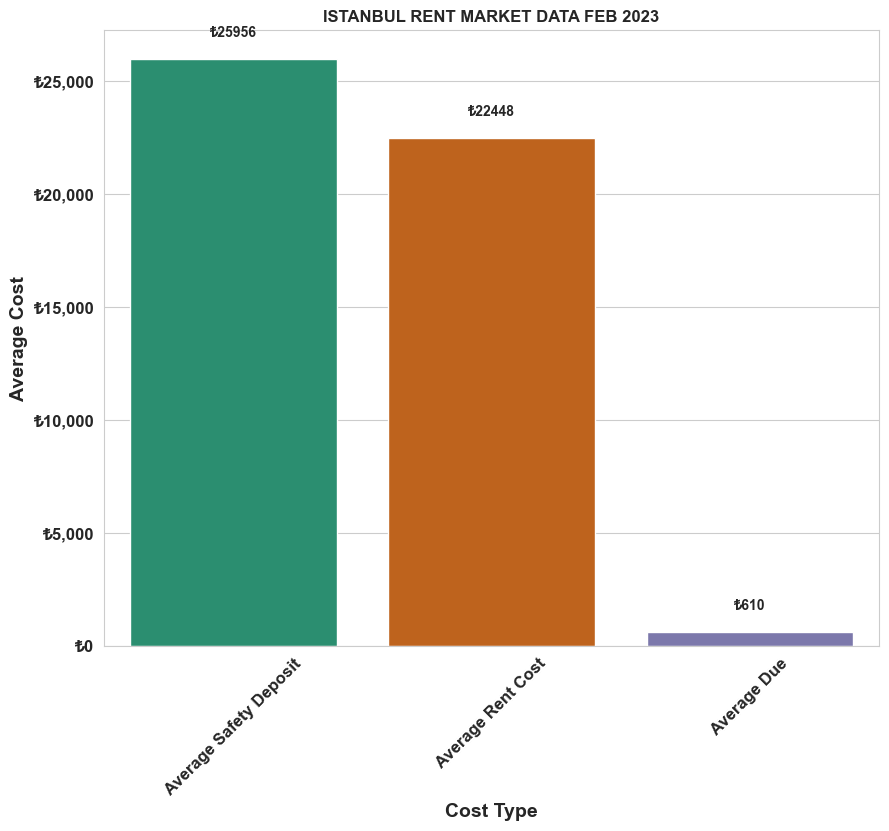 ISTANBUL RENT MARKET DATA FEB 2023
₺25956
₺25,000
₺22448
₺20,000
₺15,000
Average Cost
₺10,000
₺5,000
₺610
₺0
Average Safety Deposit
Average Rent Cost
Average Due
Cost Type